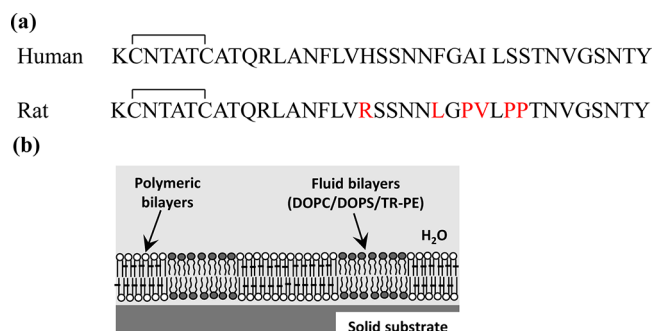 (a)
Human KCNTATCATQRLANFLVHSSNNFGAI LSSTNVGSNTY
Rat KCNTATCATQRLANFLVRSSNNLGPVLPPTNVGSNTY
(b)
Polymeric
bilayers
Fluid bilayers
(DOPC/DOPS/TR-PE)
H₂O
Solid substrate